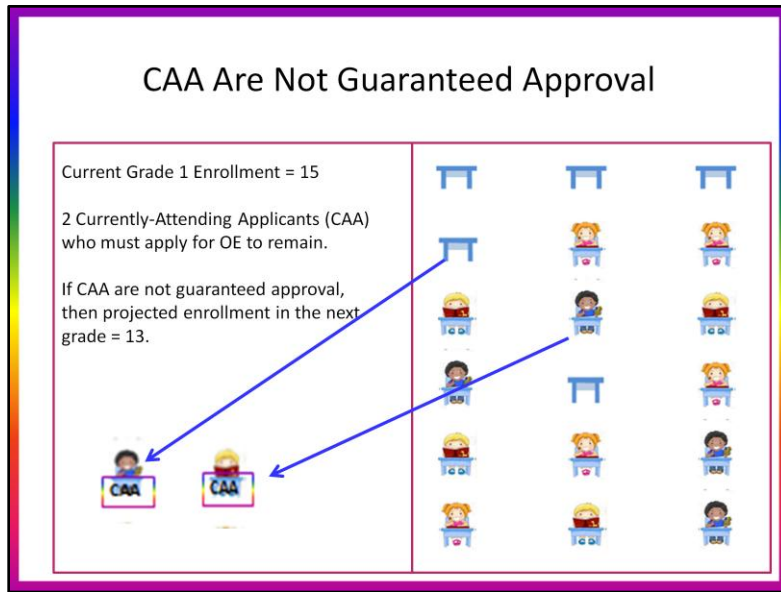 CAA Are Not Guaranteed Approval
Current Grade 1 Enrollment = 15
2 Currently-Attending Applicants (CAA)
who must apply for OE to remain.
If CAA are not guaranteed approval,
then projected enrollment in the next
grade = 13.
CAA
CAA